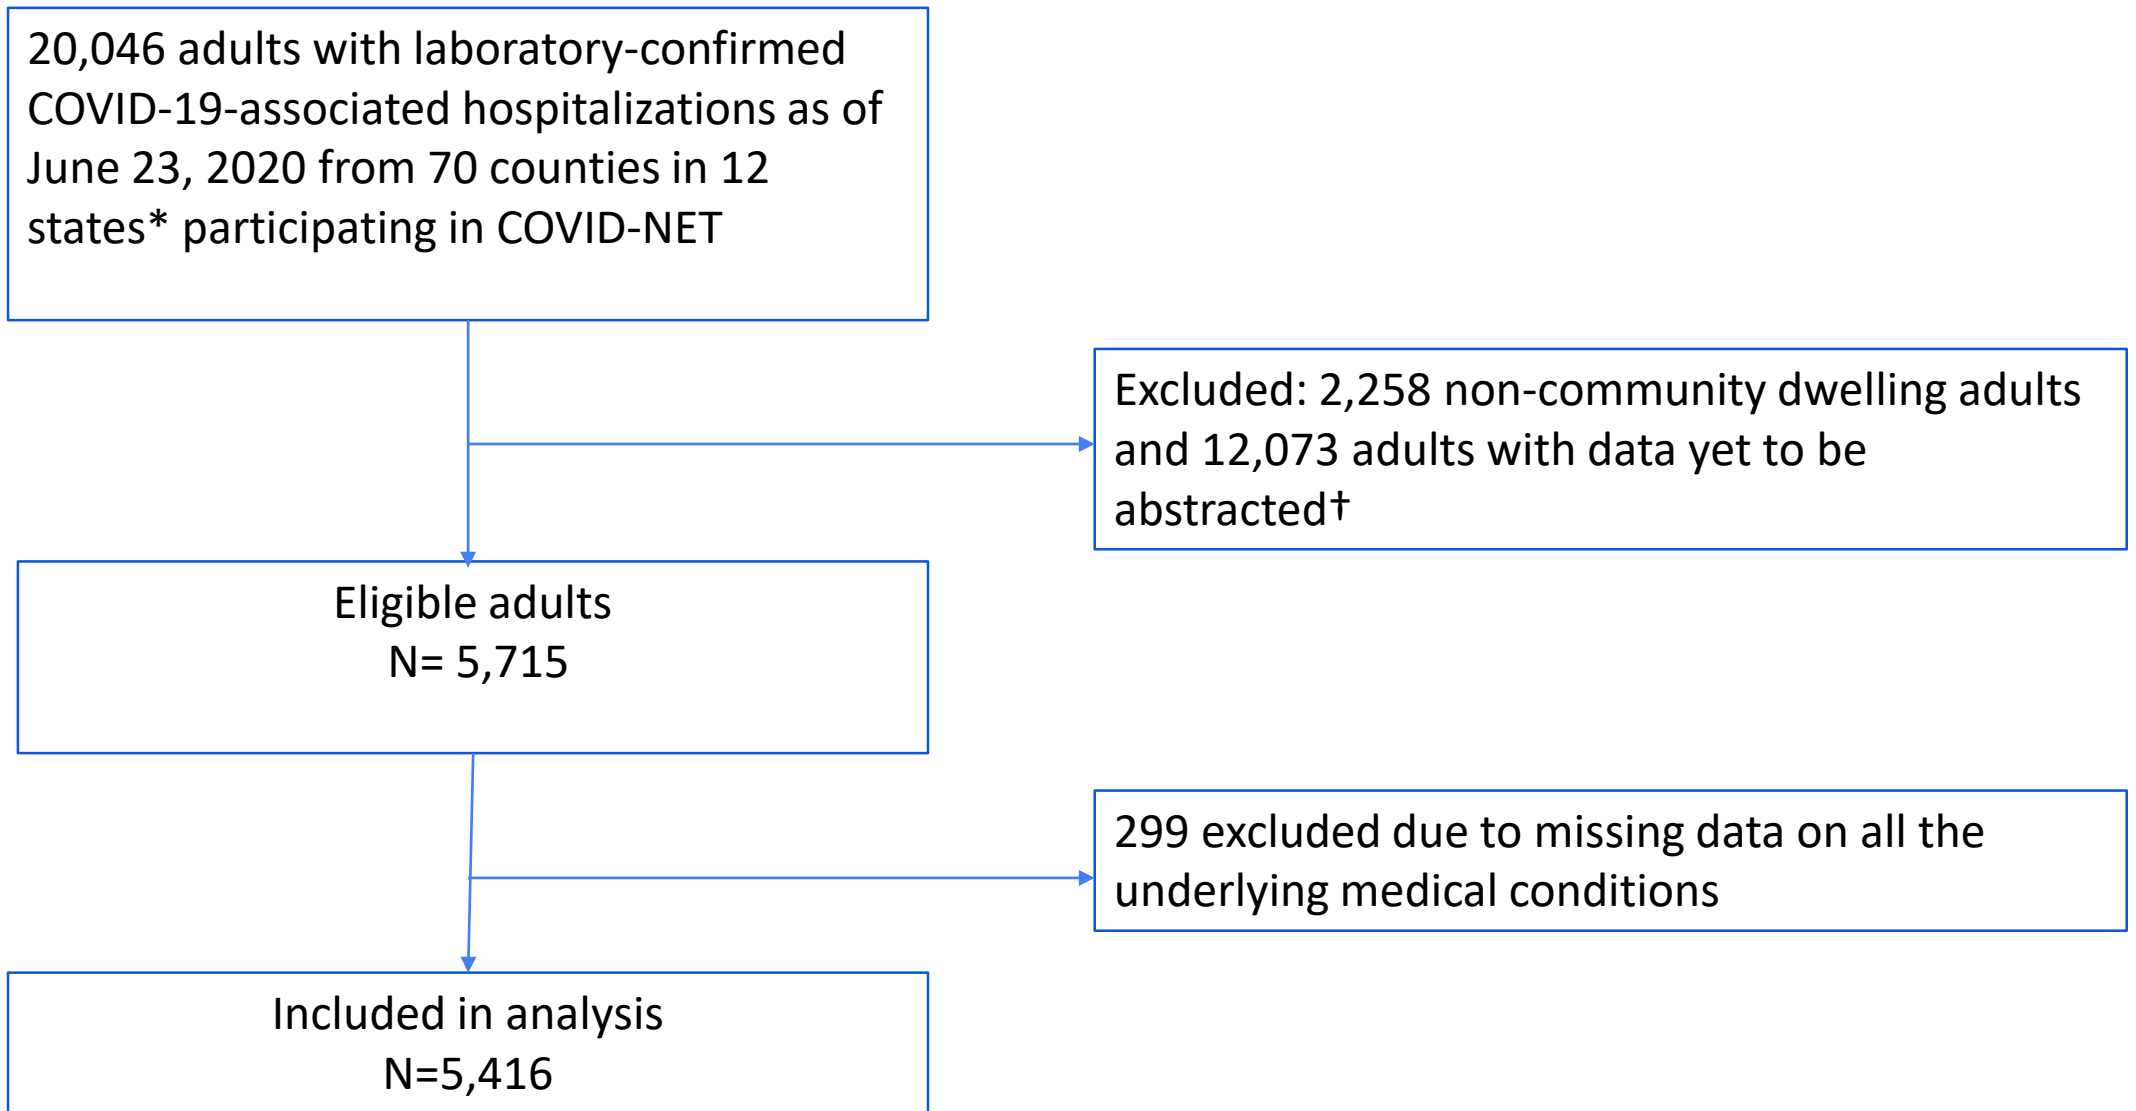 20,046 adults with laboratory-confirmed
COVID-19-associated hospitalizations as of
June 23, 2020 from 70 counties in 12
states* participating in COVID-NET
Excluded: 2,258 non-community dwelling adults
and 12,073 adults with data yet to be
abstracted†
Eligible adults
N= 5,715
299 excluded due to missing data on all the
underlying medical conditions
Included in analysis
N=5,416